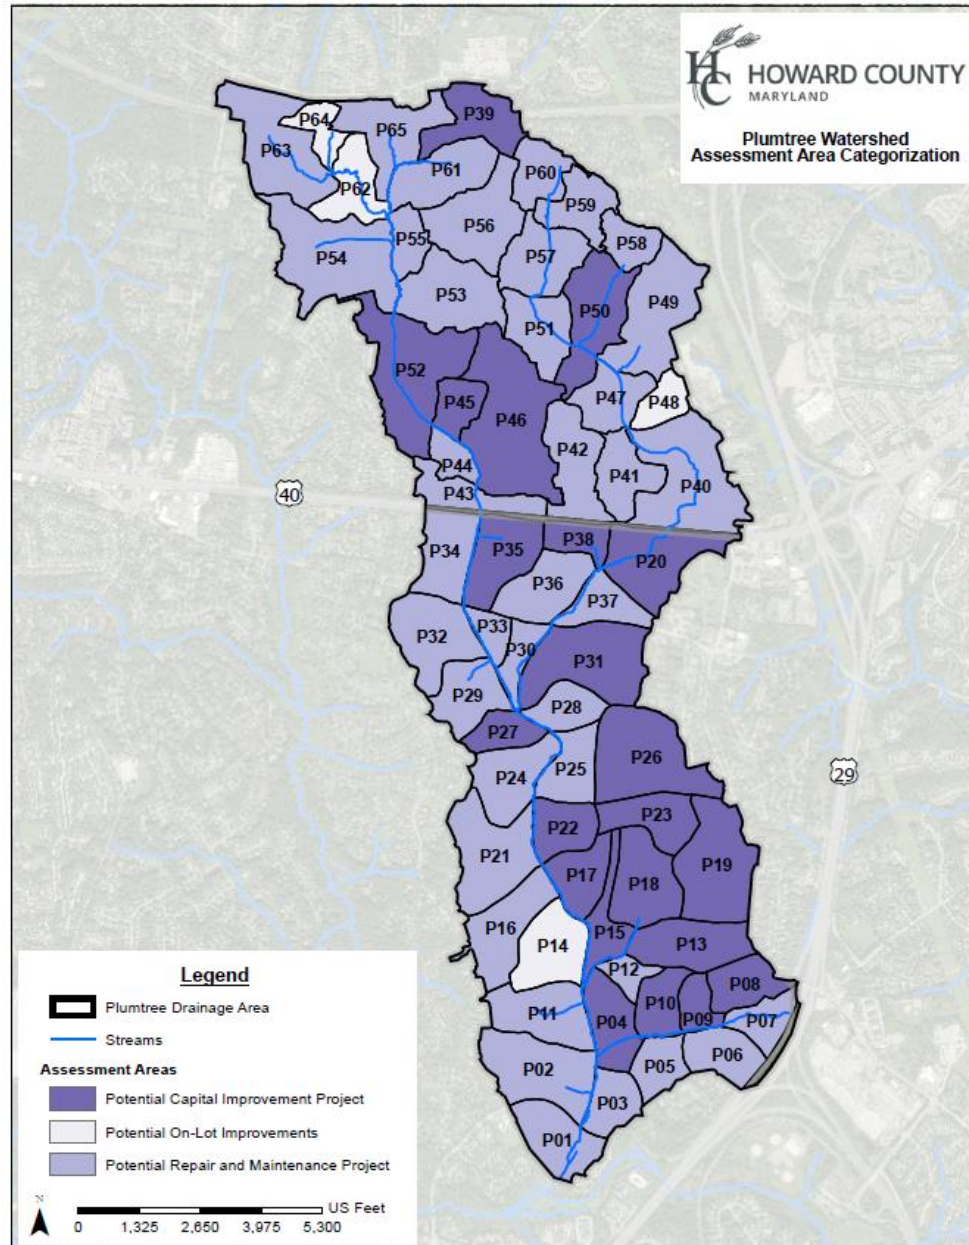 HC HOWARD COUNTY
MARYLAND
Plumtree Watershed
Assessment Area Categorization
P39
P64
P65
P63
P61
P60
P62
P59
P56
P55
P58
P54
P57
P53
P50
P49
P51
P52
P45
P47
P48
P46
P42
P44
P41
P40
P43
40
P35
P38
P34
P20
P36
P37
P33
P32
P30
P31
P29
P28
P27
P25
P26
P24
P23
P22
P19
P21
P17
P18
29
P16
P15
P14
P13
P12
P08
P10
P11
P04
P09
P07
P05
P06
P02
P03
P01
Legend
Plumtree Drainage Area
Streams
Assessment Areas
Potential Capital Improvement Project
Potential On-Lot Improvements
Potential Repair and Maintenance Project
N
US Feet
0 1,325 2,650 3,975 5,300